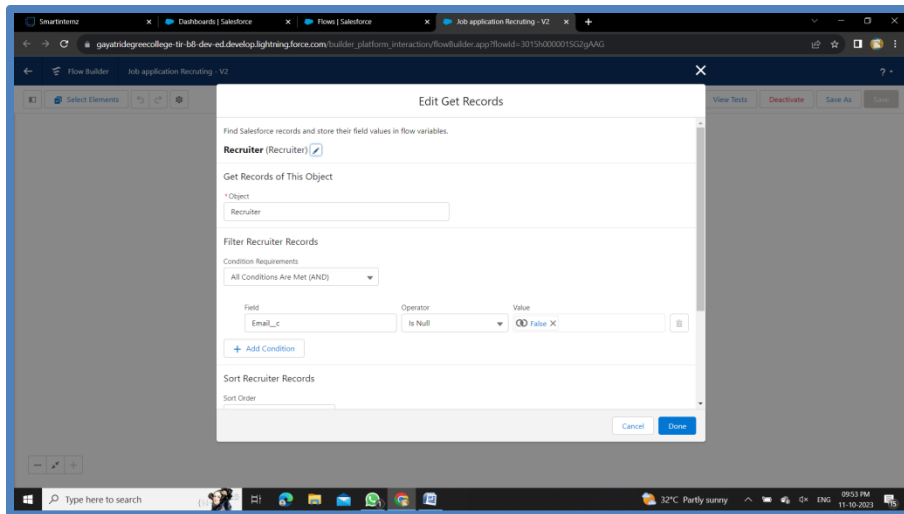 Smartinternz
Dashboards | Salesforce
Flows | Salesforce
Job application Recruting - V2
gayatridegreecollege-tir-b8-dev-ed.develop.lightning.force.com/builder_platform_interaction/flowBuilder.app?flowId=3015h000001SG2gAAG
Flow Builder Job application Recruting - V2
?
Select Elements
View Tests
Deactivate
Save As
Save
Edit Get Records
Find Salesforce records and store their field values in flow variables.
Recruiter (Recruiter)
Get Records of This Object
*Object
Recruiter
Filter Recruiter Records
Condition Requirements
All Conditions Are Met (AND)
Field Operator Value
Email__c Is Null False
+ Add Condition
Sort Recruiter Records
Sort Order
Cancel Done
Type here to search
32°C Partly sunny
ENG
09:53 PM
11-10-2023
15